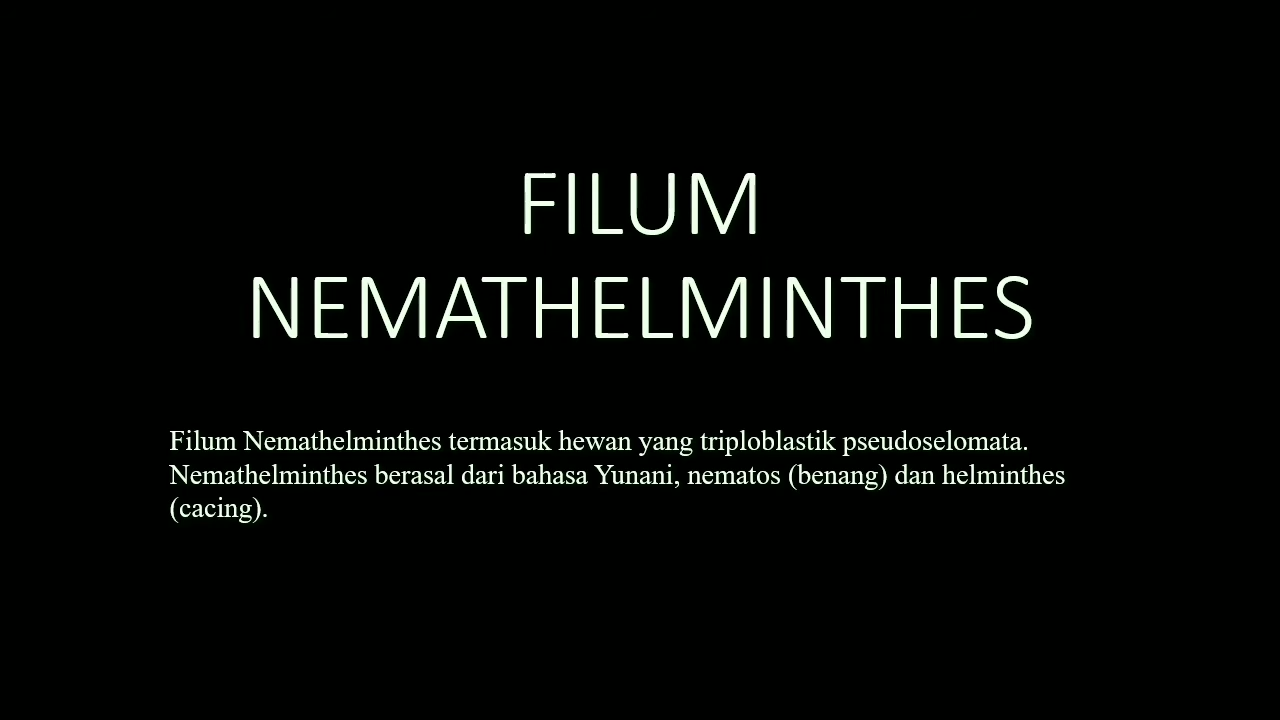 FILUM
NEMATHELMINTHES
Filum Nemathelminthes termasuk hewan yang triploblastik pseudoselomata.
Nemathelminthes berasal dari bahasa Yunani, nematos (benang) dan helminthes
(cacing).